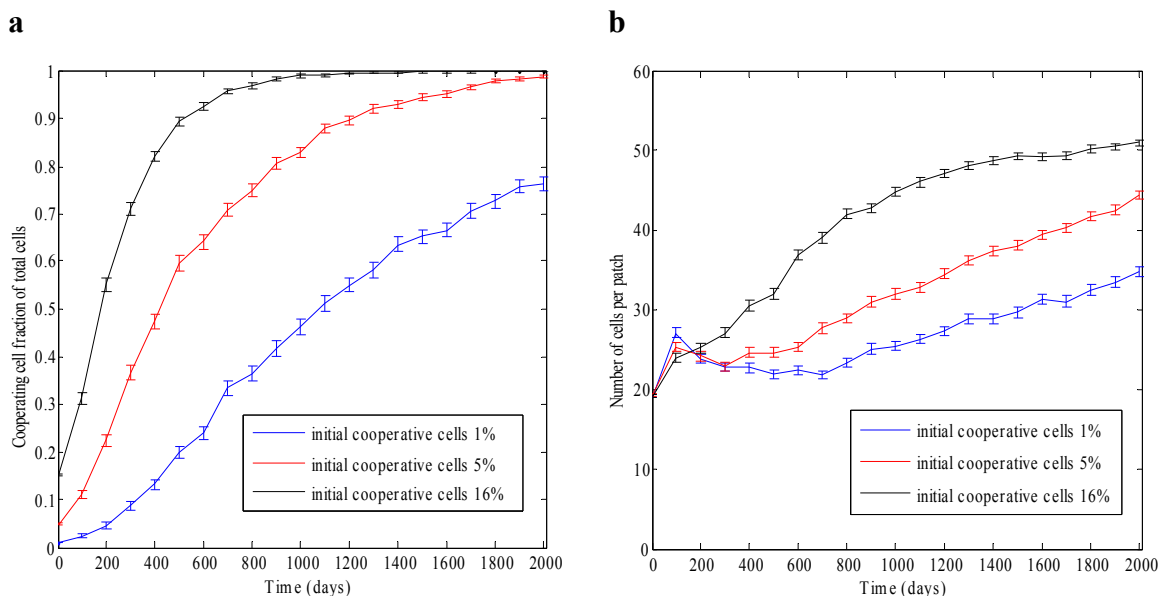 a
1
0.9
0.8
0.7
0.6
0.5
0.4
0.3
0.2
0.1
0
Cooperating cell fraction of total cells
initial cooperative cells 1%
initial cooperative cells 5%
initial cooperative cells 16%
0 200 400 600 800 1000 1200 1400 1600 1800 2000
Time (days)
b
60
50
40
30
20
10
0
Number of cells per patch
initial cooperative cells 1%
initial cooperative cells 5%
initial cooperative cells 16%
0 200 400 600 800 1000 1200 1400 1600 1800 2000
Time (days)